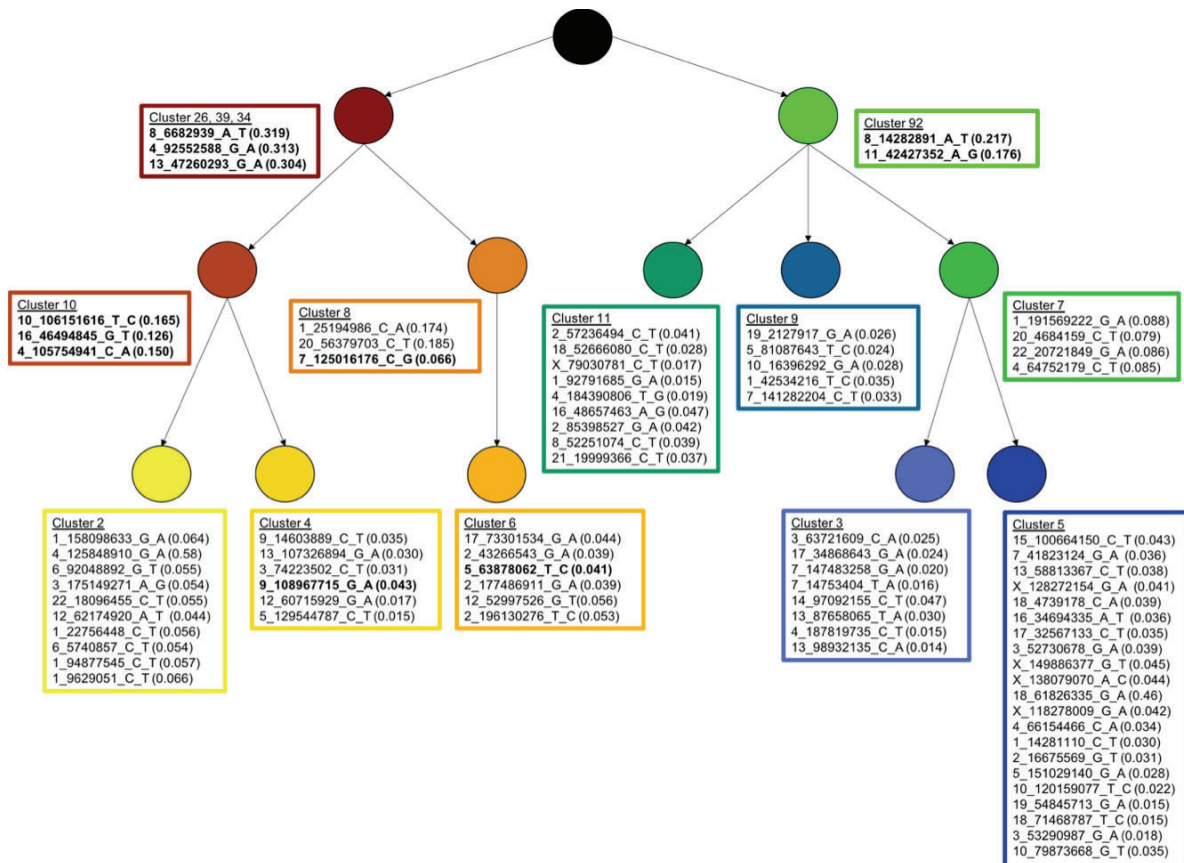 Cluster 26, 39, 34
8_6682939_A_T (0.319)
4_92552588_G_A (0.313)
13_47260293_G_A (0.304)
Cluster 92
8_14282891_A_T (0.217)
11_42427352_A_G (0.176)
Cluster 10
10_106151616_T_C (0.165)
16_46494845_G_T (0.126)
4_105754941_C_A (0.150)
Cluster 8
1_25194986_C_A (0.174)
20_56379703_C_T (0.185)
7_125016176_C_G (0.066)
Cluster 11
2_57236494_C_T (0.041)
18_52666080_C_T (0.028)
X_79030781_C_T (0.017)
1_92791685_G_A (0.015)
4_184390806_T_G (0.019)
16_48657463_A_G (0.047)
2_85398527_G_A (0.042)
8_52251074_C_T (0.039)
21_19999366_C_T (0.037)
Cluster 9
19_2127917_G_A (0.026)
5_81087643_T_C (0.024)
10_16396292_G_A (0.028)
1_42534216_T_C (0.035)
7_141282204_C_T (0.033)
Cluster 7
1_191569222_G_A (0.088)
20_4684159_C_T (0.079)
22_20721849_G_A (0.086)
4_64752179_C_T (0.085)
Cluster 2
1_158098633_G_A (0.064)
4_125848910_G_A (0.58)
6_92048892_G_T (0.055)
3_175149271_A_G (0.054)
22_18096455_C_T (0.055)
12_62174920_A_T (0.044)
1_22756448_C_T (0.056)
6_5740857_C_T (0.054)
1_94877545_C_T (0.057)
1_9629051_C_T (0.066)
Cluster 4
9_14603889_C_T (0.035)
13_107326894_G_A (0.030)
3_74223502_C_T (0.031)
9_108967715_G_A (0.043)
12_60715929_G_A (0.017)
5_129544787_C_T (0.015)
Cluster 6
17_73301534_G_A (0.044)
2_43266543_G_A (0.039)
5_63878062_T_C (0.041)
2_177486911_G_A (0.039)
12_52997526_G_T (0.056)
2_196130276_T_C (0.053)
Cluster 3
3_63721609_C_A (0.025)
17_34868643_G_A (0.024)
7_147483258_G_A (0.020)
7_14753404_T_A (0.016)
14_97092155_C_T (0.047)
13_87658065_T_A (0.030)
4_187819735_C_T (0.015)
13_98932135_C_A (0.014)
Cluster 5
15_100664150_C_T (0.043)
7_41823124_G_A (0.036)
13_58813367_C_T (0.038)
X_128272154_G_A (0.041)
18_4739178_C_A (0.039)
16_34694335_A_T (0.036)
17_32567133_C_T (0.035)
3_52730678_G_A (0.039)
X_149886377_G_T (0.045)
X_138079070_A_C (0.044)
18_61826335_G_A (0.46)
X_118278009_G_A (0.042)
4_66154466_C_A (0.034)
1_14281110_C_T (0.030)
2_16675569_G_T (0.031)
5_151029140_G_A (0.028)
10_120159077_T_C (0.022)
19_54845713_G_A (0.015)
18_71468787_T_C (0.015)
3_53290987_G_A (0.018)
10_79873668_G_T (0.035)